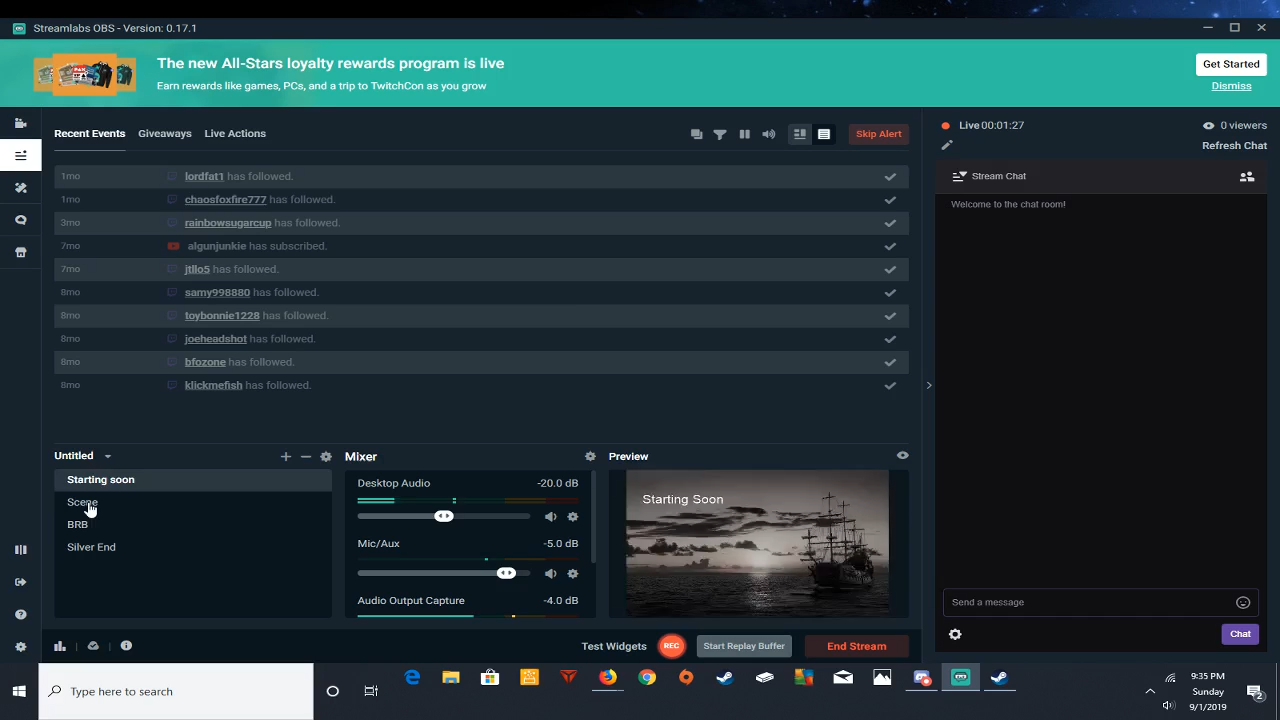 Streamlabs OBS - Version: 0.17.1
The new All-Stars loyalty rewards program is live
Earn rewards like games, PCs, and a trip to TwitchCon as you grow
Get Started
Dismiss
Recent Events Giveaways Live Actions Skip Alert
1mo lordfat1 has followed.
1mo chaosfoxfire777 has followed.
3mo rainbowsugarcup has followed.
7mo algunjunkie has subscribed.
7mo jtllo5 has followed.
8mo samy998880 has followed.
8mo toybonnie1228 has followed.
8mo joeheadshot has followed.
8mo bfozone has followed.
8mo klickmefish has followed.
Live 00:01:27 0 viewers
Refresh Chat
Stream Chat
Welcome to the chat room!
Untitled
Starting soon
Scene
BRB
Silver End
Mixer
Desktop Audio -20.0 dB
Mic/Aux -5.0 dB
Audio Output Capture -4.0 dB
Preview
Starting Soon
Send a message
Chat
Test Widgets REC Start Replay Buffer End Stream
Type here to search
9:35 PM
Sunday
9/1/2019
2